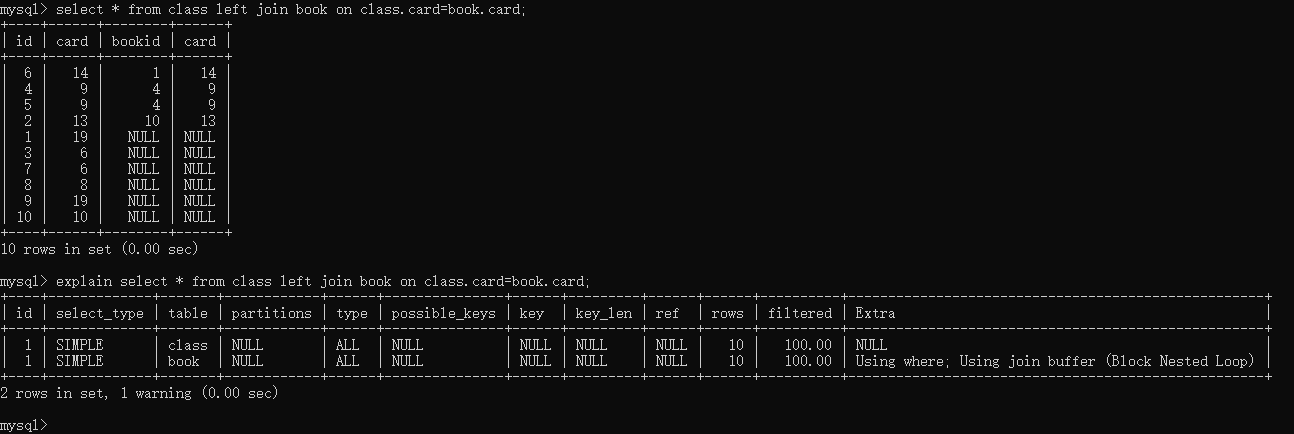 mysql> select * from class left join book on class.card=book.card;
+----+------+--------+------+
| id | card | bookid | card |
+----+------+--------+------+
|  6 |   14 |      1 |   14 |
|  4 |    9 |      4 |    9 |
|  5 |    9 |      4 |    9 |
|  2 |   13 |     10 |   13 |
|  1 |   19 |   NULL | NULL |
|  3 |    6 |   NULL | NULL |
|  7 |    6 |   NULL | NULL |
|  8 |    8 |   NULL | NULL |
|  9 |   19 |   NULL | NULL |
| 10 |   10 |   NULL | NULL |
+----+------+--------+------+
10 rows in set (0.00 sec)
mysql> explain select * from class left join book on class.card=book.card;
+----+-------------+-------+------------+------+---------------+------+---------+------+------+----------+----------------------------------------------------+
| id | select_type | table | partitions | type | possible_keys | key | key_len | ref | rows | filtered | Extra |
+----+-------------+-------+------------+------+---------------+------+---------+------+------+----------+----------------------------------------------------+
| 1 | SIMPLE | class | NULL | ALL | NULL | NULL | NULL | NULL | 10 | 100.00 | NULL |
| 1 | SIMPLE | book | NULL | ALL | NULL | NULL | NULL | NULL | 10 | 100.00 | Using where; Using join buffer (Block Nested Loop) |
+----+-------------+-------+------------+------+---------------+------+---------+------+------+----------+----------------------------------------------------+
2 rows in set, 1 warning (0.00 sec)
mysql>